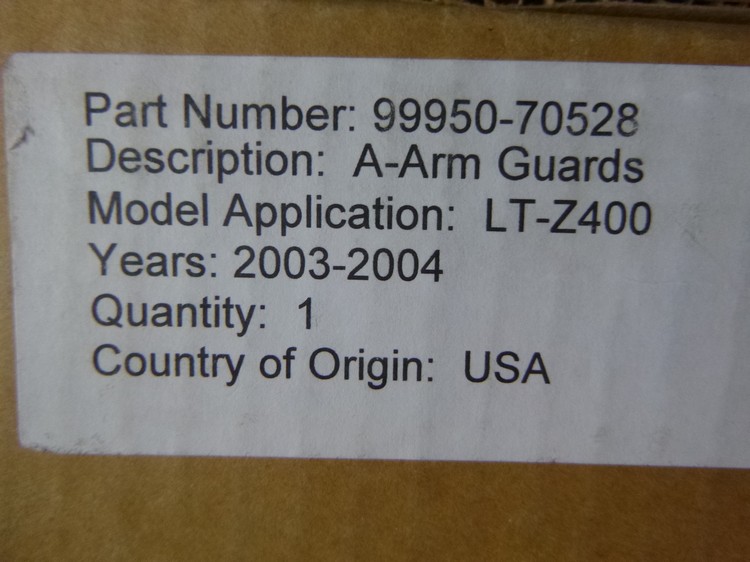 Part Number: 99950-70528
Description: A-Arm Guards
Model Application: LT-Z400
Years: 2003-2004
Quantity: 1
Country of Origin: USA